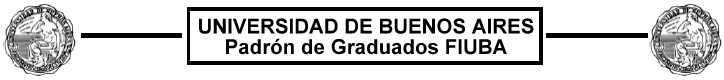 UNIVERSIDAD DE BUENOS AIRES
Padrón de Graduados FIUBA